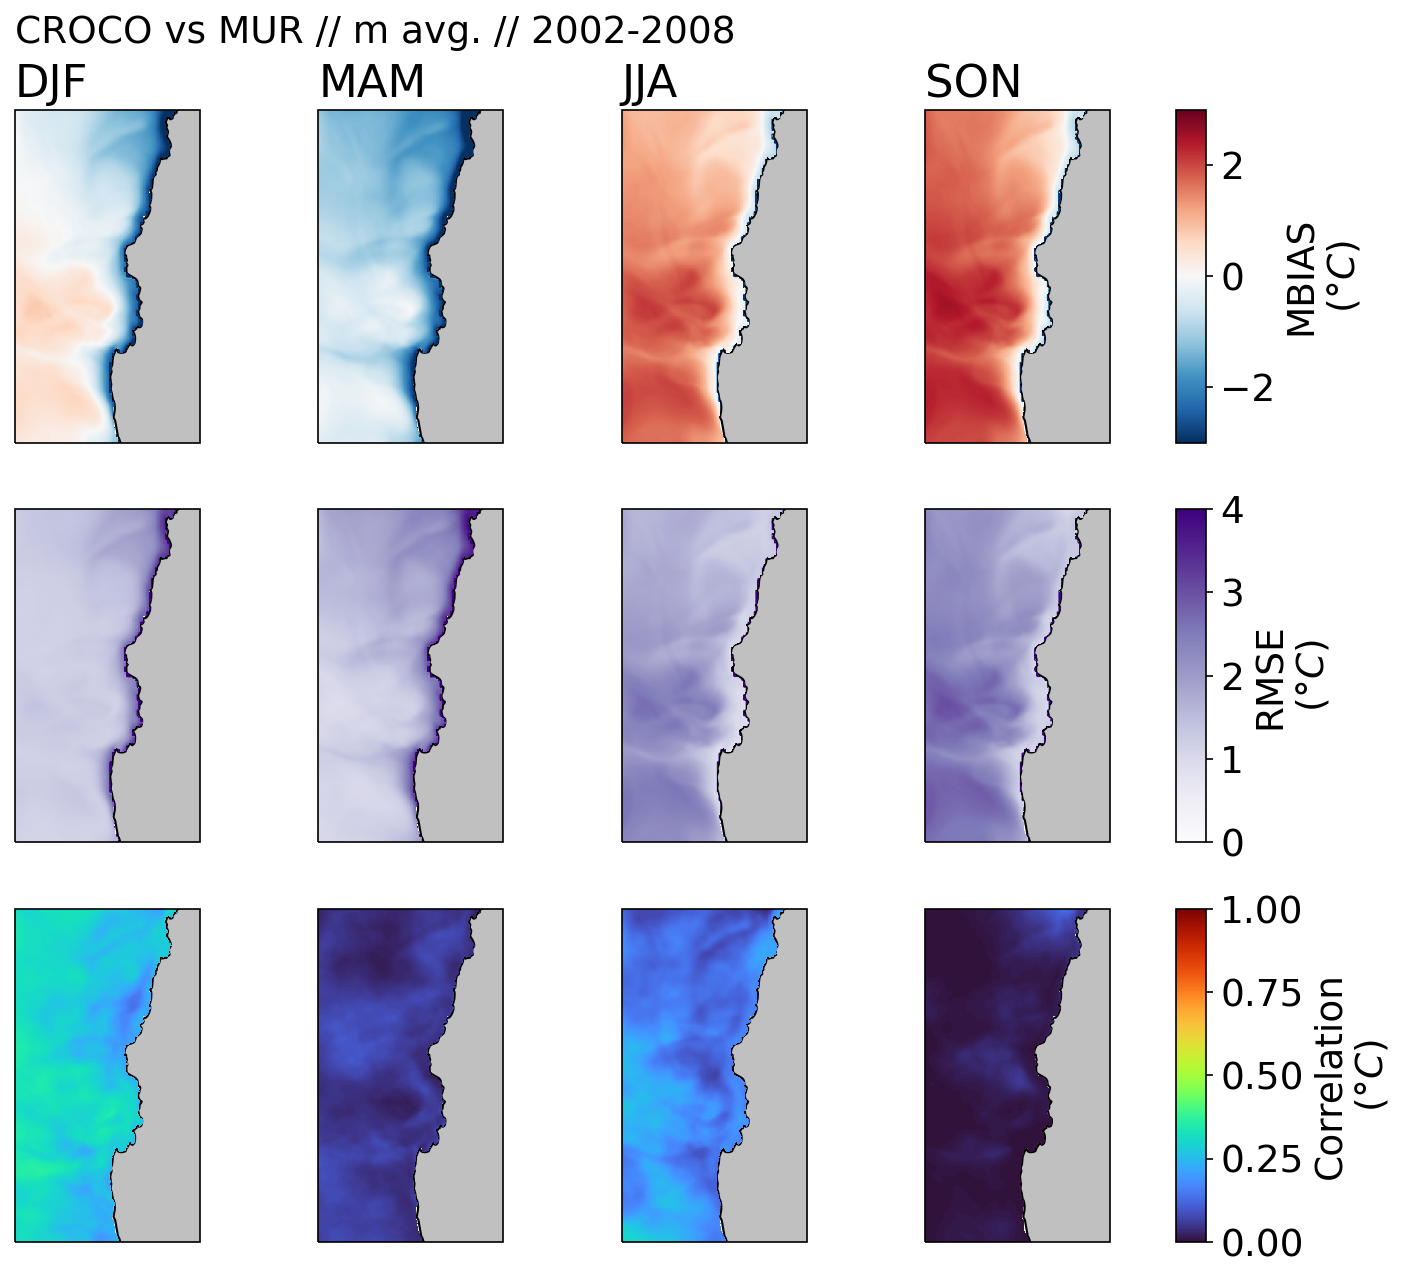 CROCO vs MUR // m avg. // 2002-2008
DJF
MAM
JJA
SON
2
0
−2
MBIAS
(°C)
4
3
2
1
0
RMSE
(°C)
1.00
0.75
0.50
0.25
0.00
Correlation
(°C)